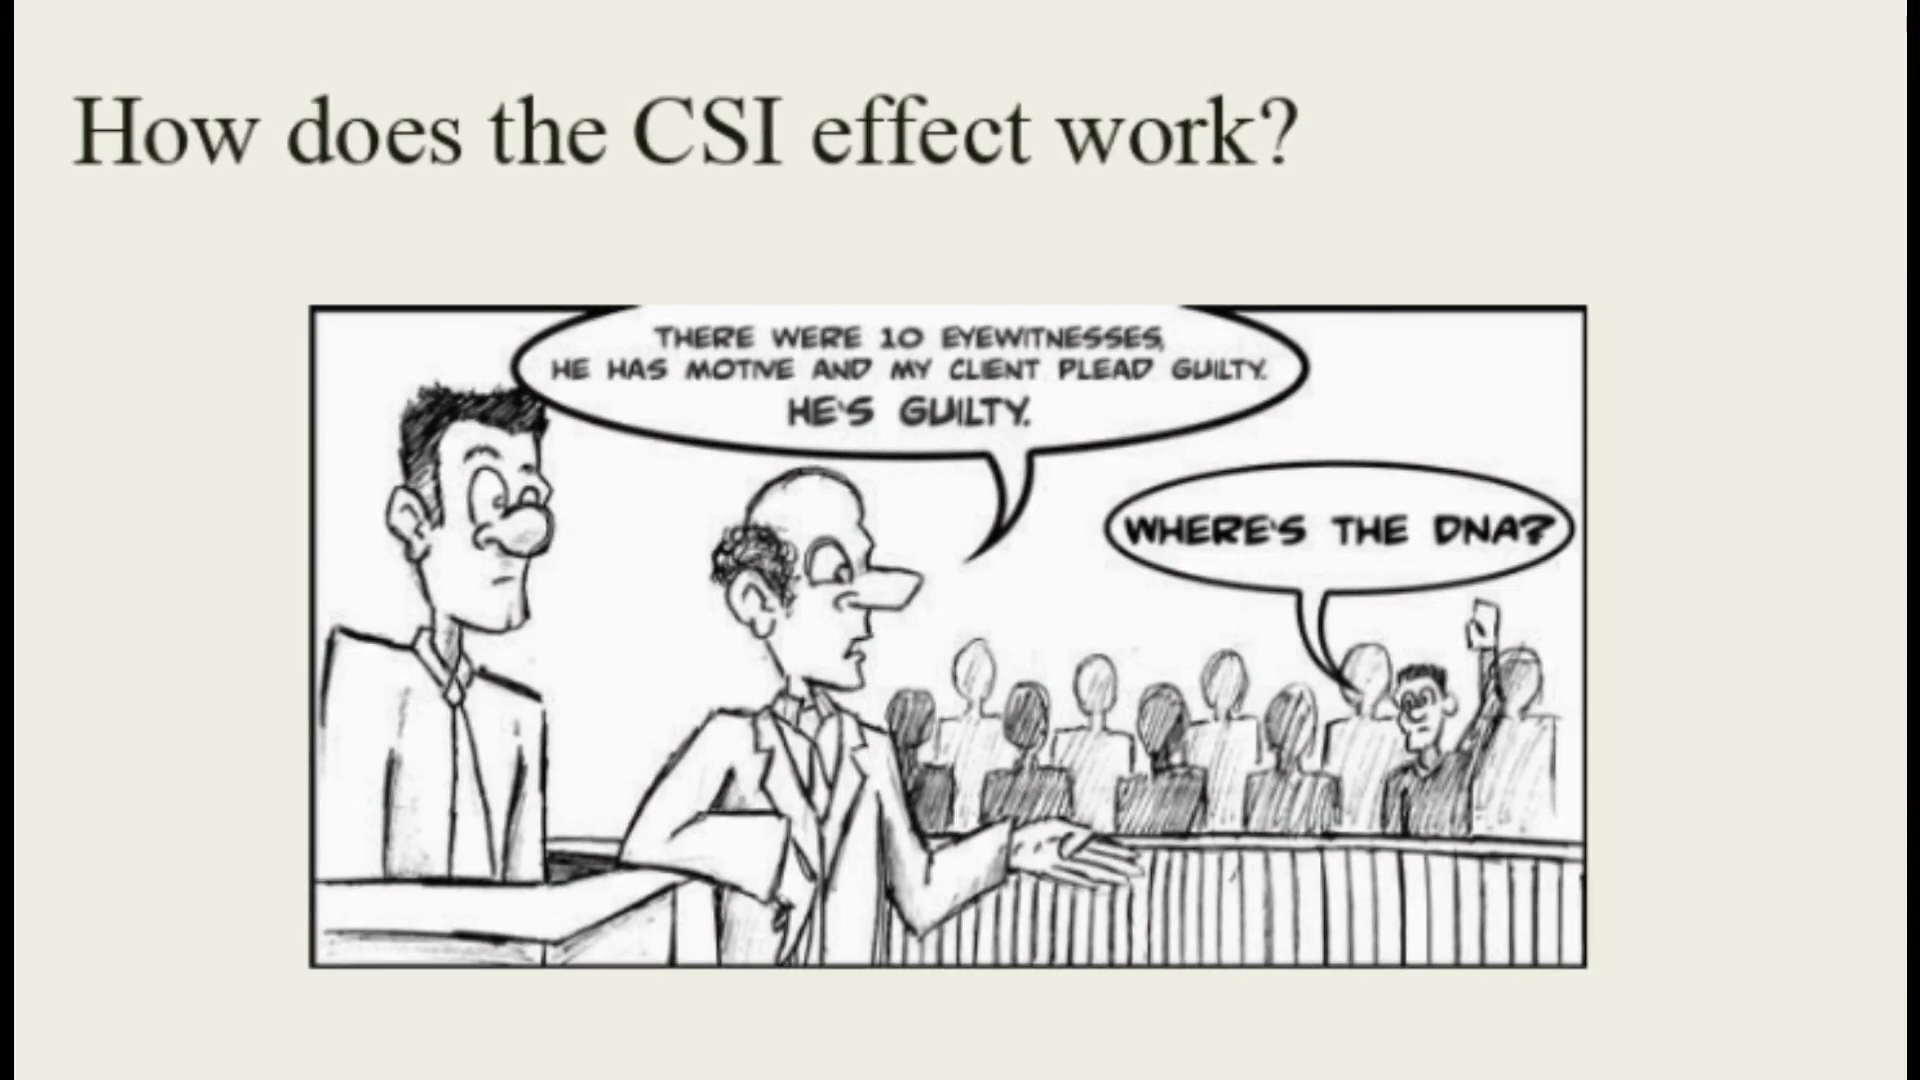 How does the CSI effect work?
THERE WERE 10 EYEWITNESSES,
HE HAS MOTIVE AND MY CLIENT PLEAD GUILTY.
HE'S GUILTY.
WHERE'S THE DNA?